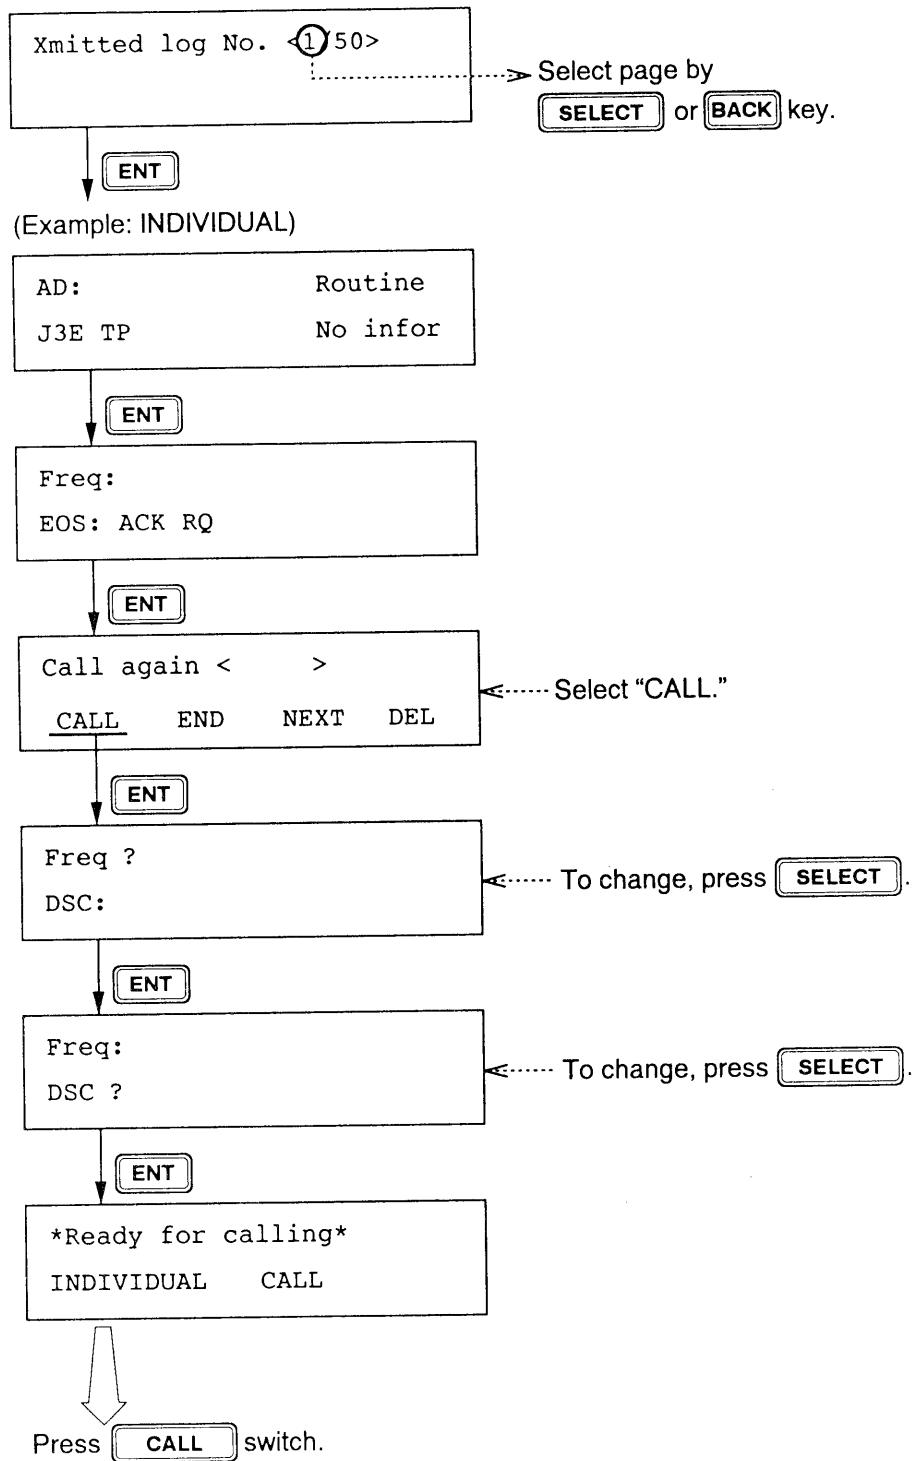 Xmitted log No. <1/50>
Select page by
SELECT or BACK key.
ENT
(Example: INDIVIDUAL)
AD: Routine
J3E TP No infor
ENT
Freq:
EOS: ACK RQ
ENT
Call again < >
CALL END NEXT DEL
Select “CALL.”
ENT
Freq ?
DSC:
To change, press SELECT.
ENT
Freq:
DSC ?
To change, press SELECT.
ENT
*Ready for calling*
INDIVIDUAL CALL
Press CALL switch.